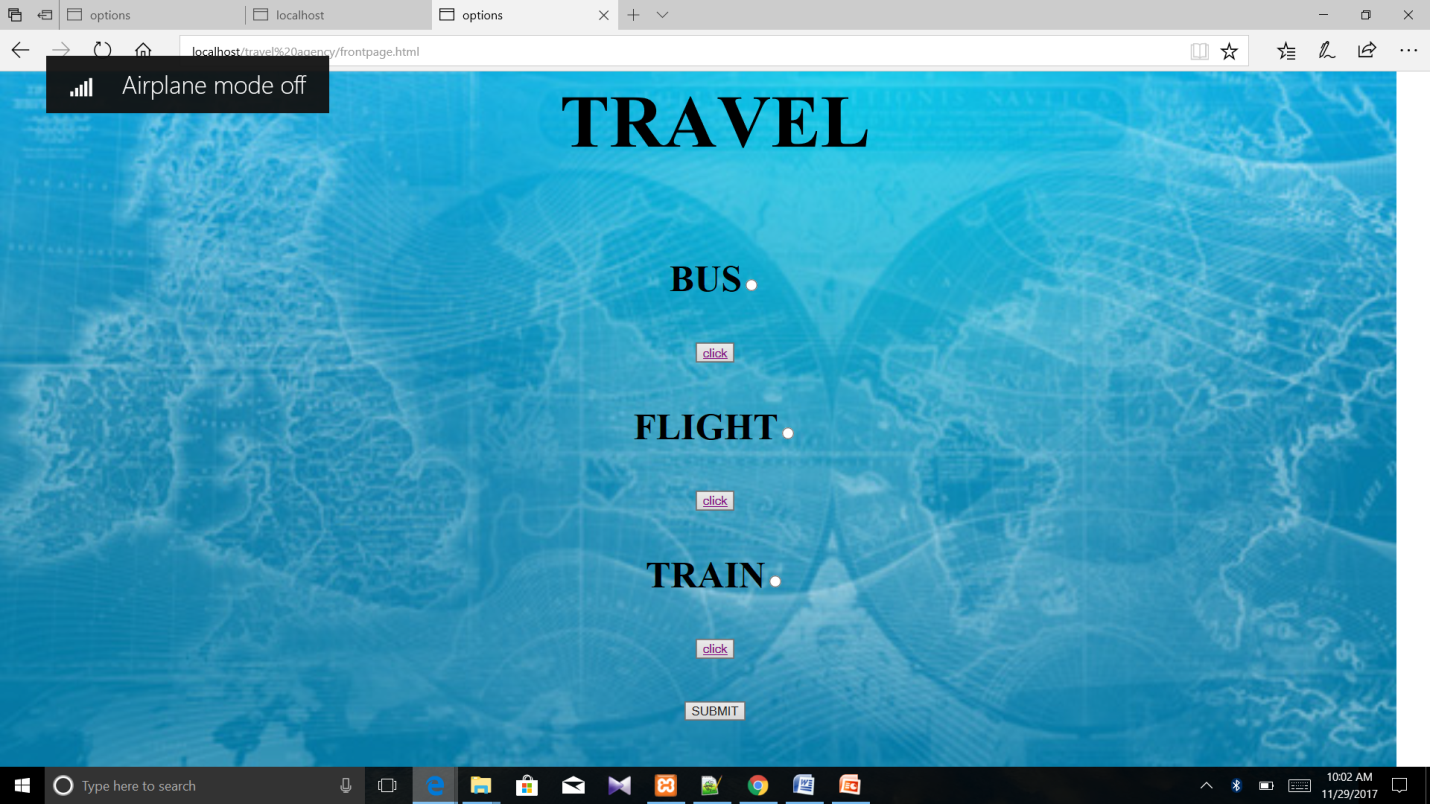 options
localhost
options
localhost/travel%20agency/frontpage.html
Airplane mode off
TRAVEL
BUS
click
FLIGHT
click
TRAIN
click
SUBMIT
Type here to search
10:02 AM
11/29/2017